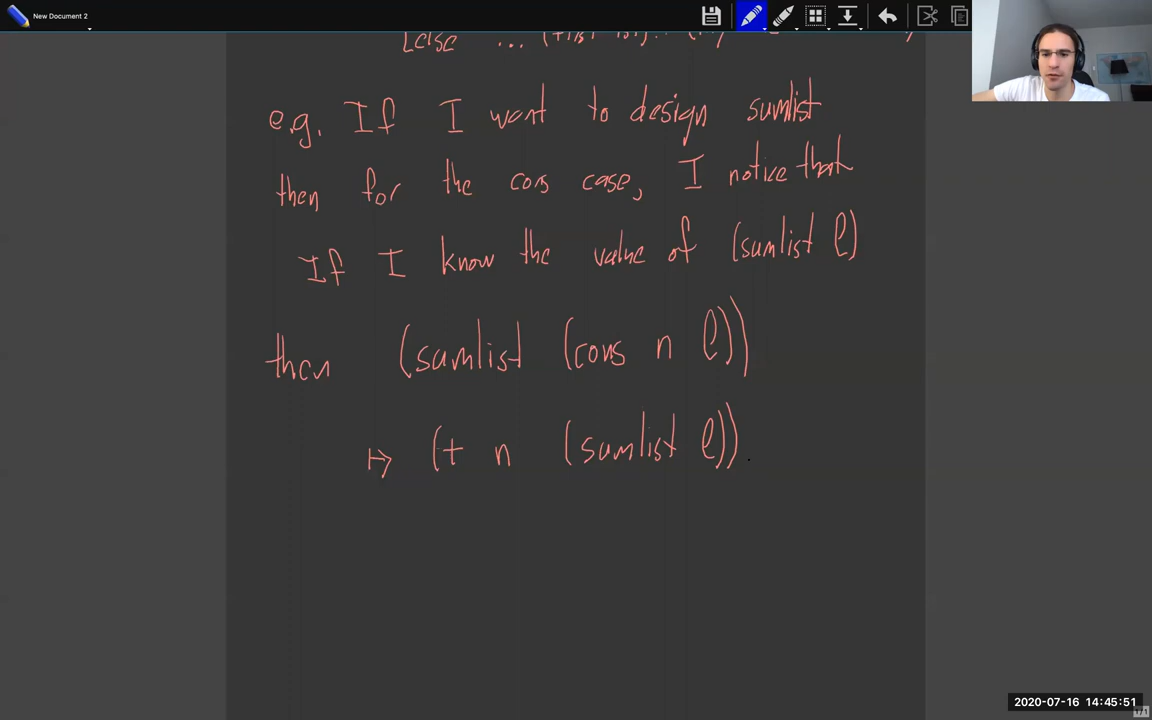 New Document 2
[else ...
e.g. If I want to design sumlist
then for the cons case, I notice that
If I know the value of (sumlist l)
then (sumlist (cons n l))
↦ (+ n (sumlist l))
2020-07-16 14:45:51